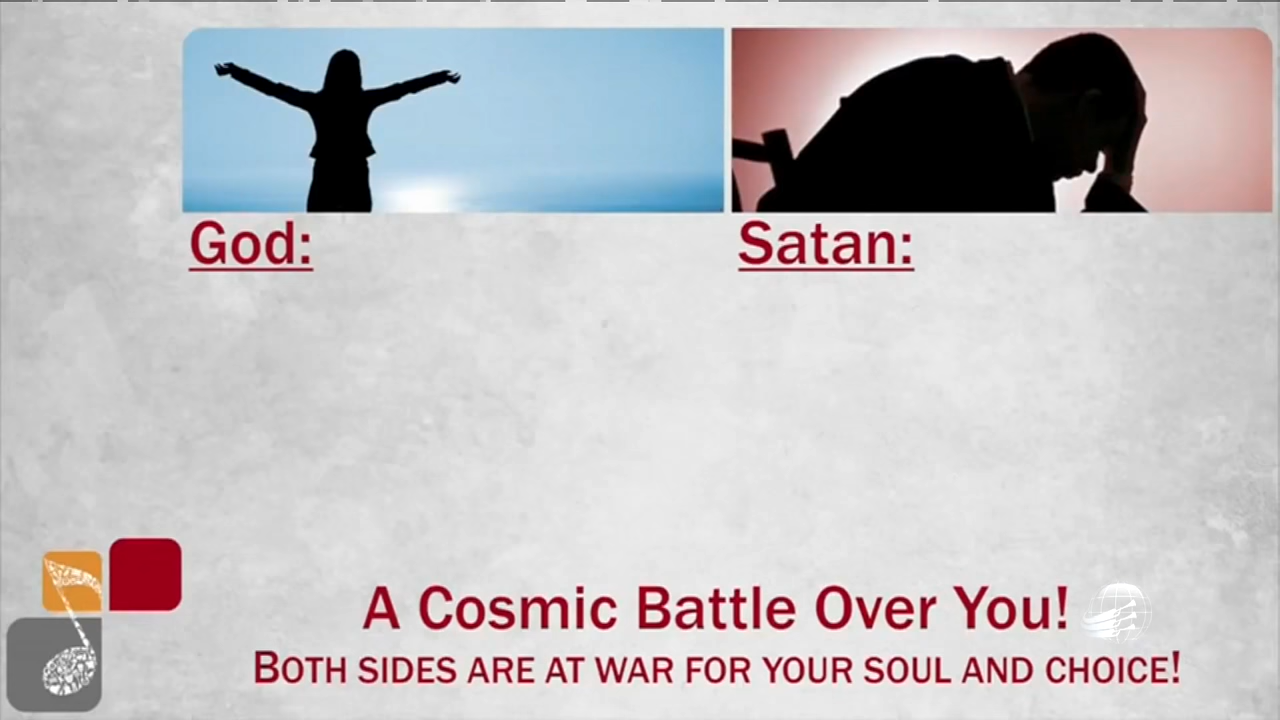 God:
Satan:
A Cosmic Battle Over You!
BOTH SIDES ARE AT WAR FOR YOUR SOUL AND CHOICE!